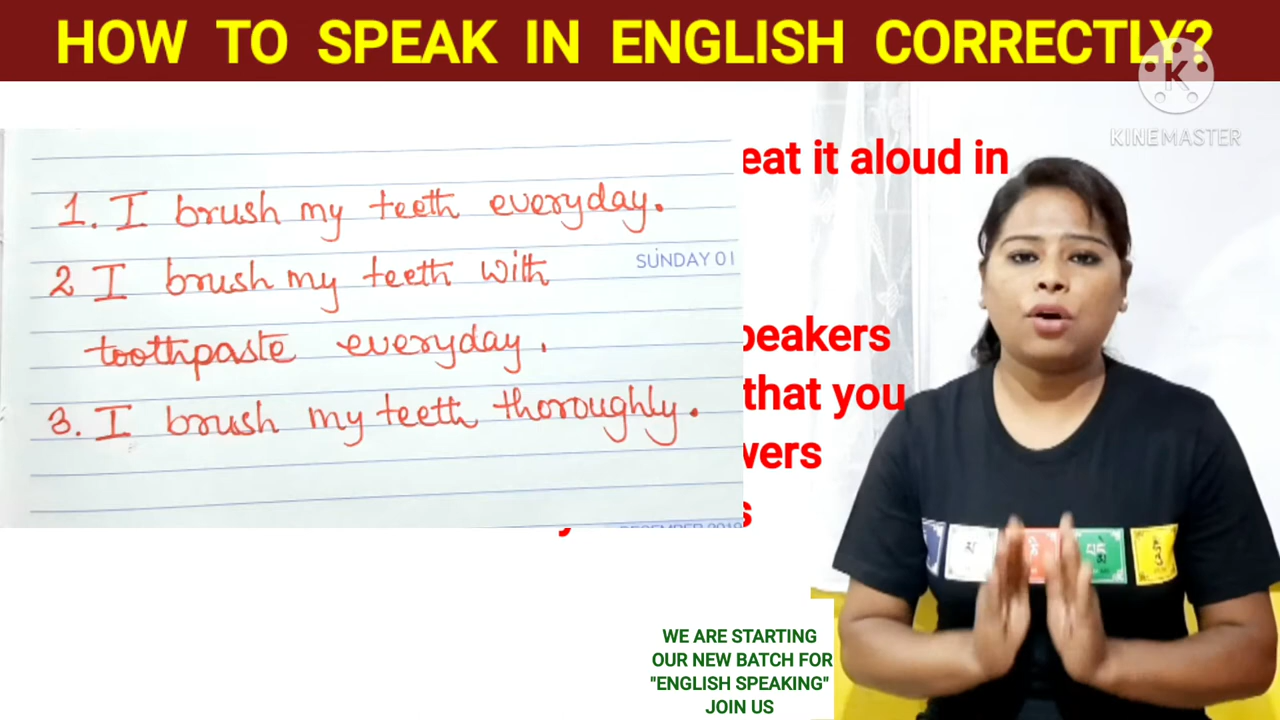 HOW TO SPEAK IN ENGLISH CORRECTLY?
KINEMASTER
eat it aloud in
1. I brush my teeth everyday.
SUNDAY 01
2 I brush my teeth with
toothpaste everyday.
3. I brush my teeth thoroughly.
peakers
that you
wers
s
DECEMBER 2019
WE ARE STARTING
OUR NEW BATCH FOR
"ENGLISH SPEAKING"
JOIN US